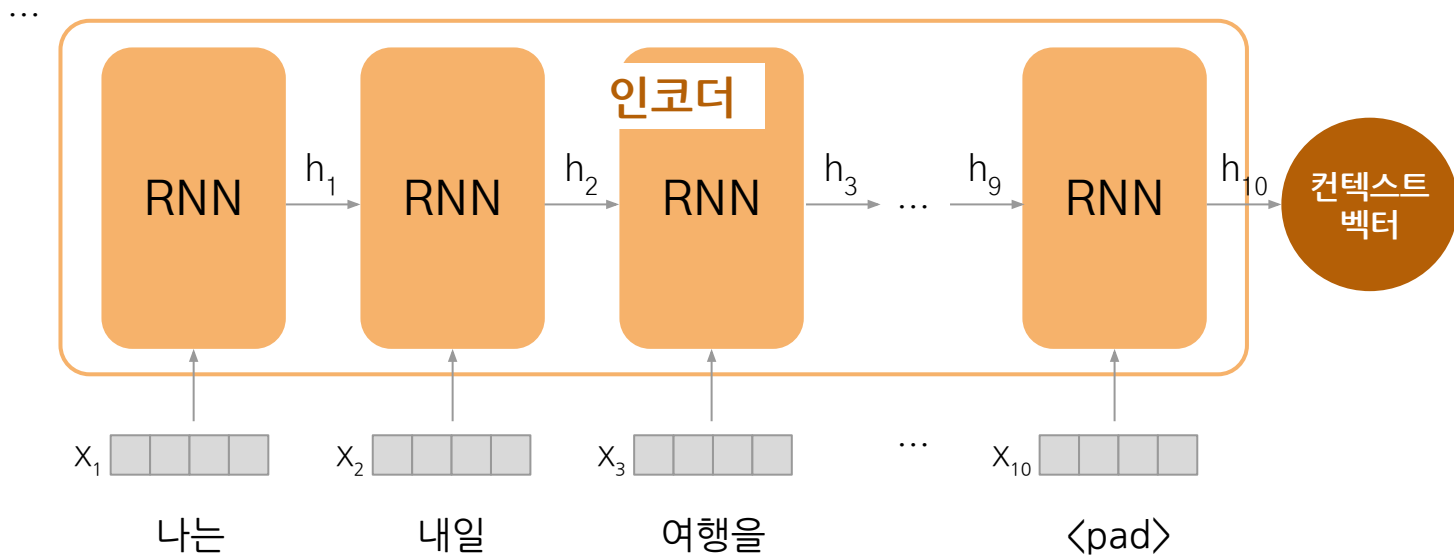 ...
인코더
RNN
h1
RNN
h2
RNN
h3
...
h9
RNN
h10
컨텍스트
벡터
x1
x2
x3
...
x10
나는
내일
여행을
<pad>